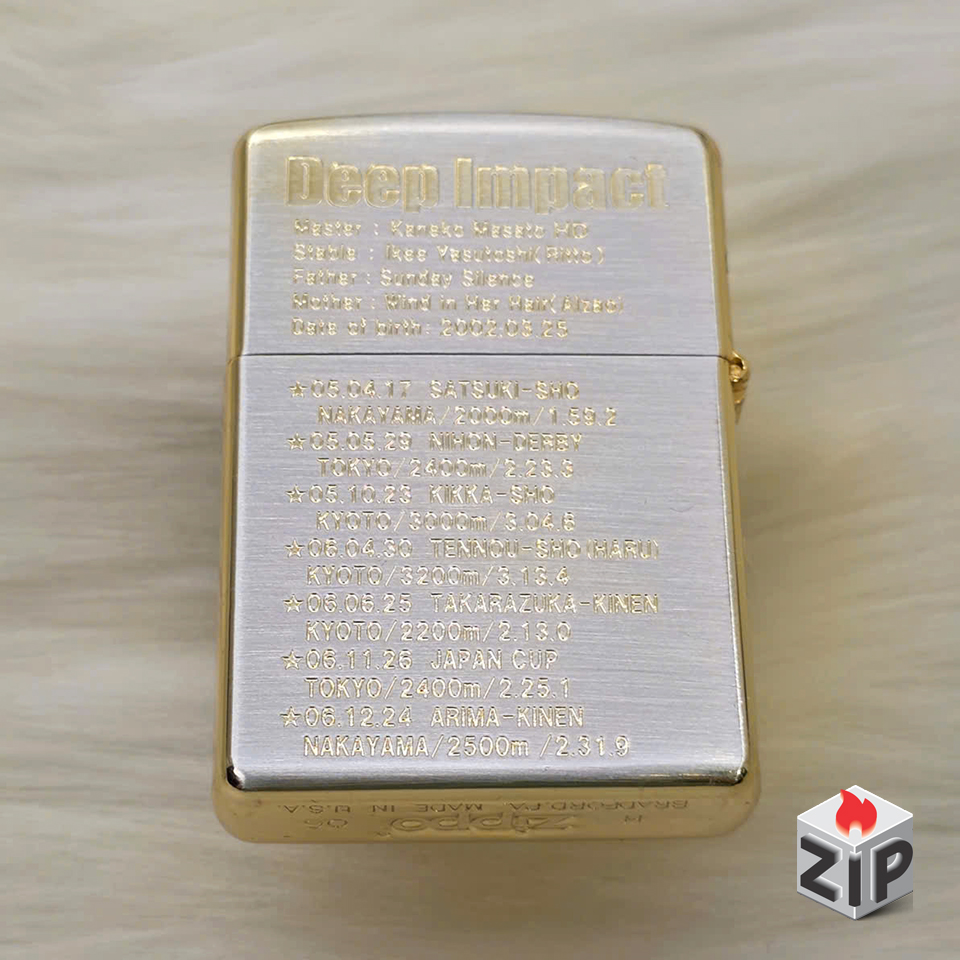 Deep Impact
Master : Kaneko Masato HD
Stable : Ikee Yasutoshi(Ritto)
Father : Sunday Silence
Mother : Wind in Her Hair(Alzao)
Date of birth: 2002.03.25
☆05.04.17 SATSUKI-SHO
NAKAYAMA/2000m/1.59.2
☆05.05.29 NIHON-DERBY
TOKYO/2400m/2.23.3
☆05.10.23 KIKKA-SHO
KYOTO/3000m/3.04.6
☆06.04.30 TENNOU-SHO(HARU)
KYOTO/3200m/3.13.4
☆06.06.25 TAKARAZUKA-KINEN
KYOTO/2200m/2.13.0
☆06.11.26 JAPAN CUP
TOKYO/2400m/2.25.1
☆06.12.24 ARIMA-KINEN
NAKAYAMA/2500m /2.31.9
H zippo 06
BRADFORD,PA. MADE IN U.S.A
ZiP